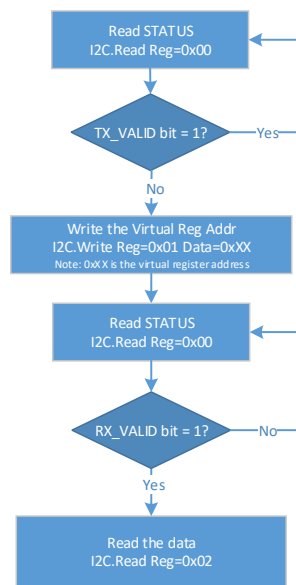 Read STATUS
I2C.Read Reg=0x00
TX_VALID bit = 1?
Yes
No
Write the Virtual Reg Addr
I2C.Write Reg=0x01 Data=0xXX
Note: 0xXX is the virtual register address
Read STATUS
I2C.Read Reg=0x00
RX_VALID bit = 1?
No
Yes
Read the data
I2C.Read Reg=0x02